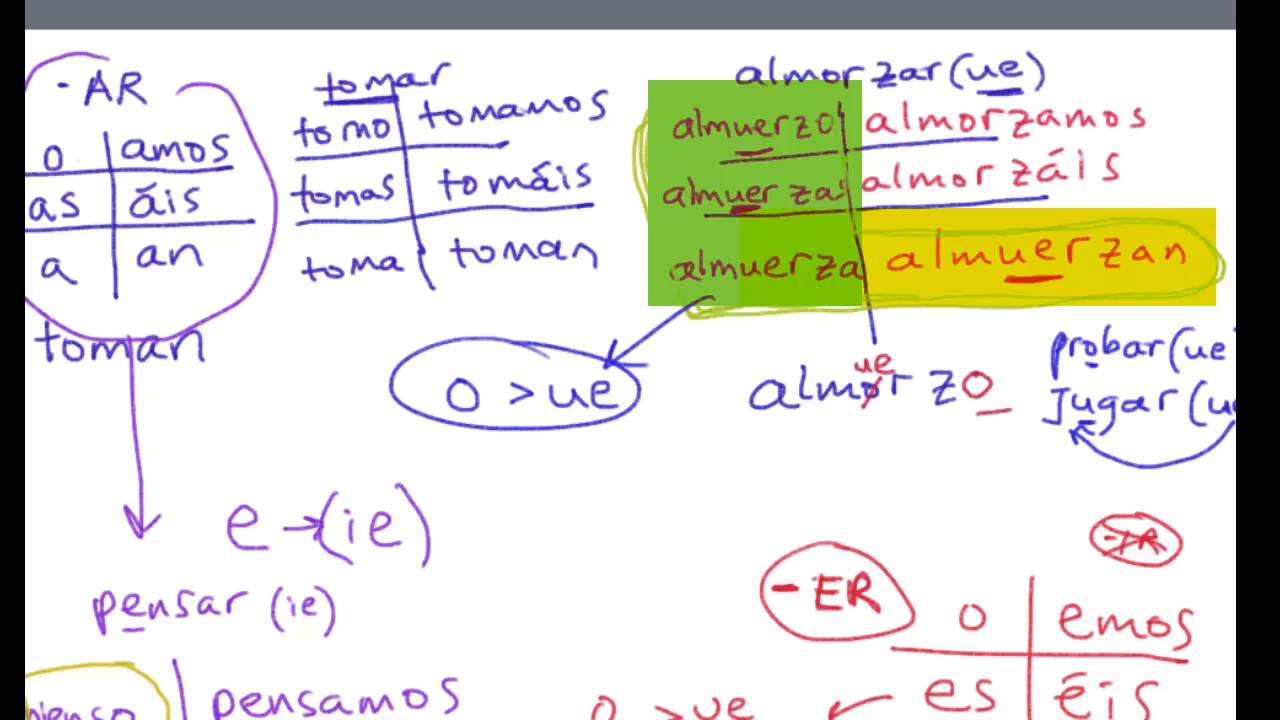 -AR
o amos
as áis
a an
toman
tomar
tomo tomamos
tomas tomáis
toma toman
almorzar (ue)
almuerzo almorzamos
almuerzas almorzáis
almuerza almuerzan
o > ue
ue
almorzo
probar (ue
Jugar (u
e → (ie)
pensar (ie)
pensamos
-IR
-ER
o emos
es éis
o > ue